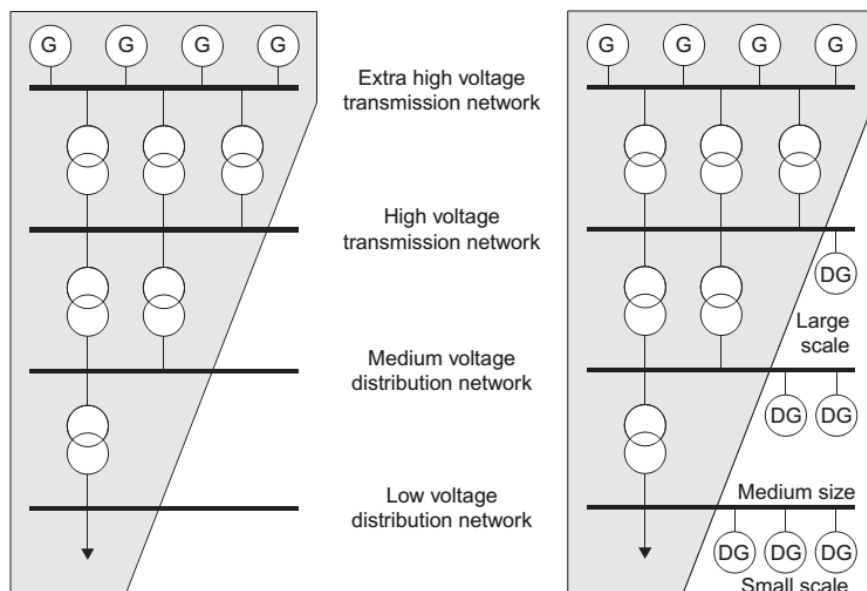 G G G G
G G G G
Extra high voltage
transmission network
High voltage
transmission network
DG
Large
scale
Medium voltage
distribution network
DG DG
Medium size
Low voltage
distribution network
DG DG DG
Small scale